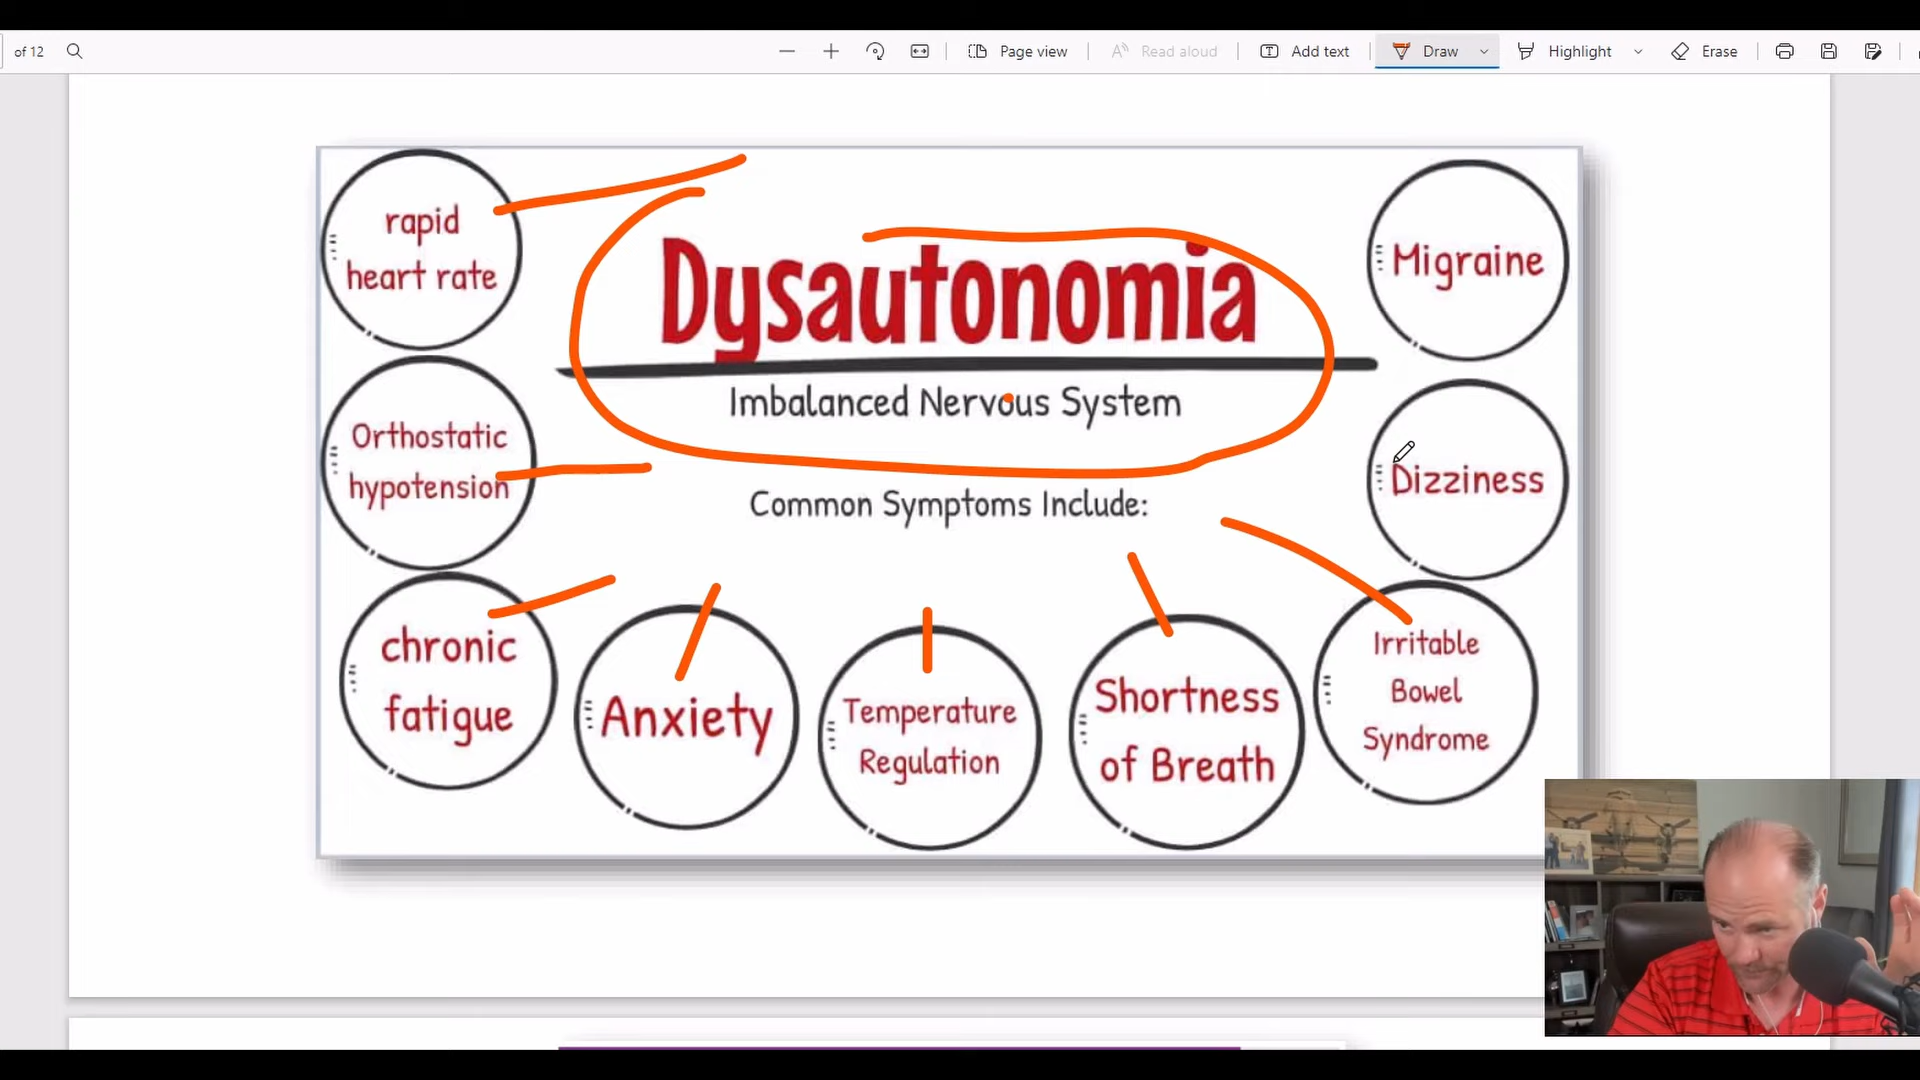 of 12
Page view
Read aloud
Add text
Draw
Highlight
Erase
rapid
heart rate
Dysautonomia
Imbalanced Nervous System
Migraine
Orthostatic
hypotension
Common Symptoms Include:
Dizziness
chronic
fatigue
Anxiety
Temperature
Regulation
Shortness
of Breath
Irritable
Bowel
Syndrome